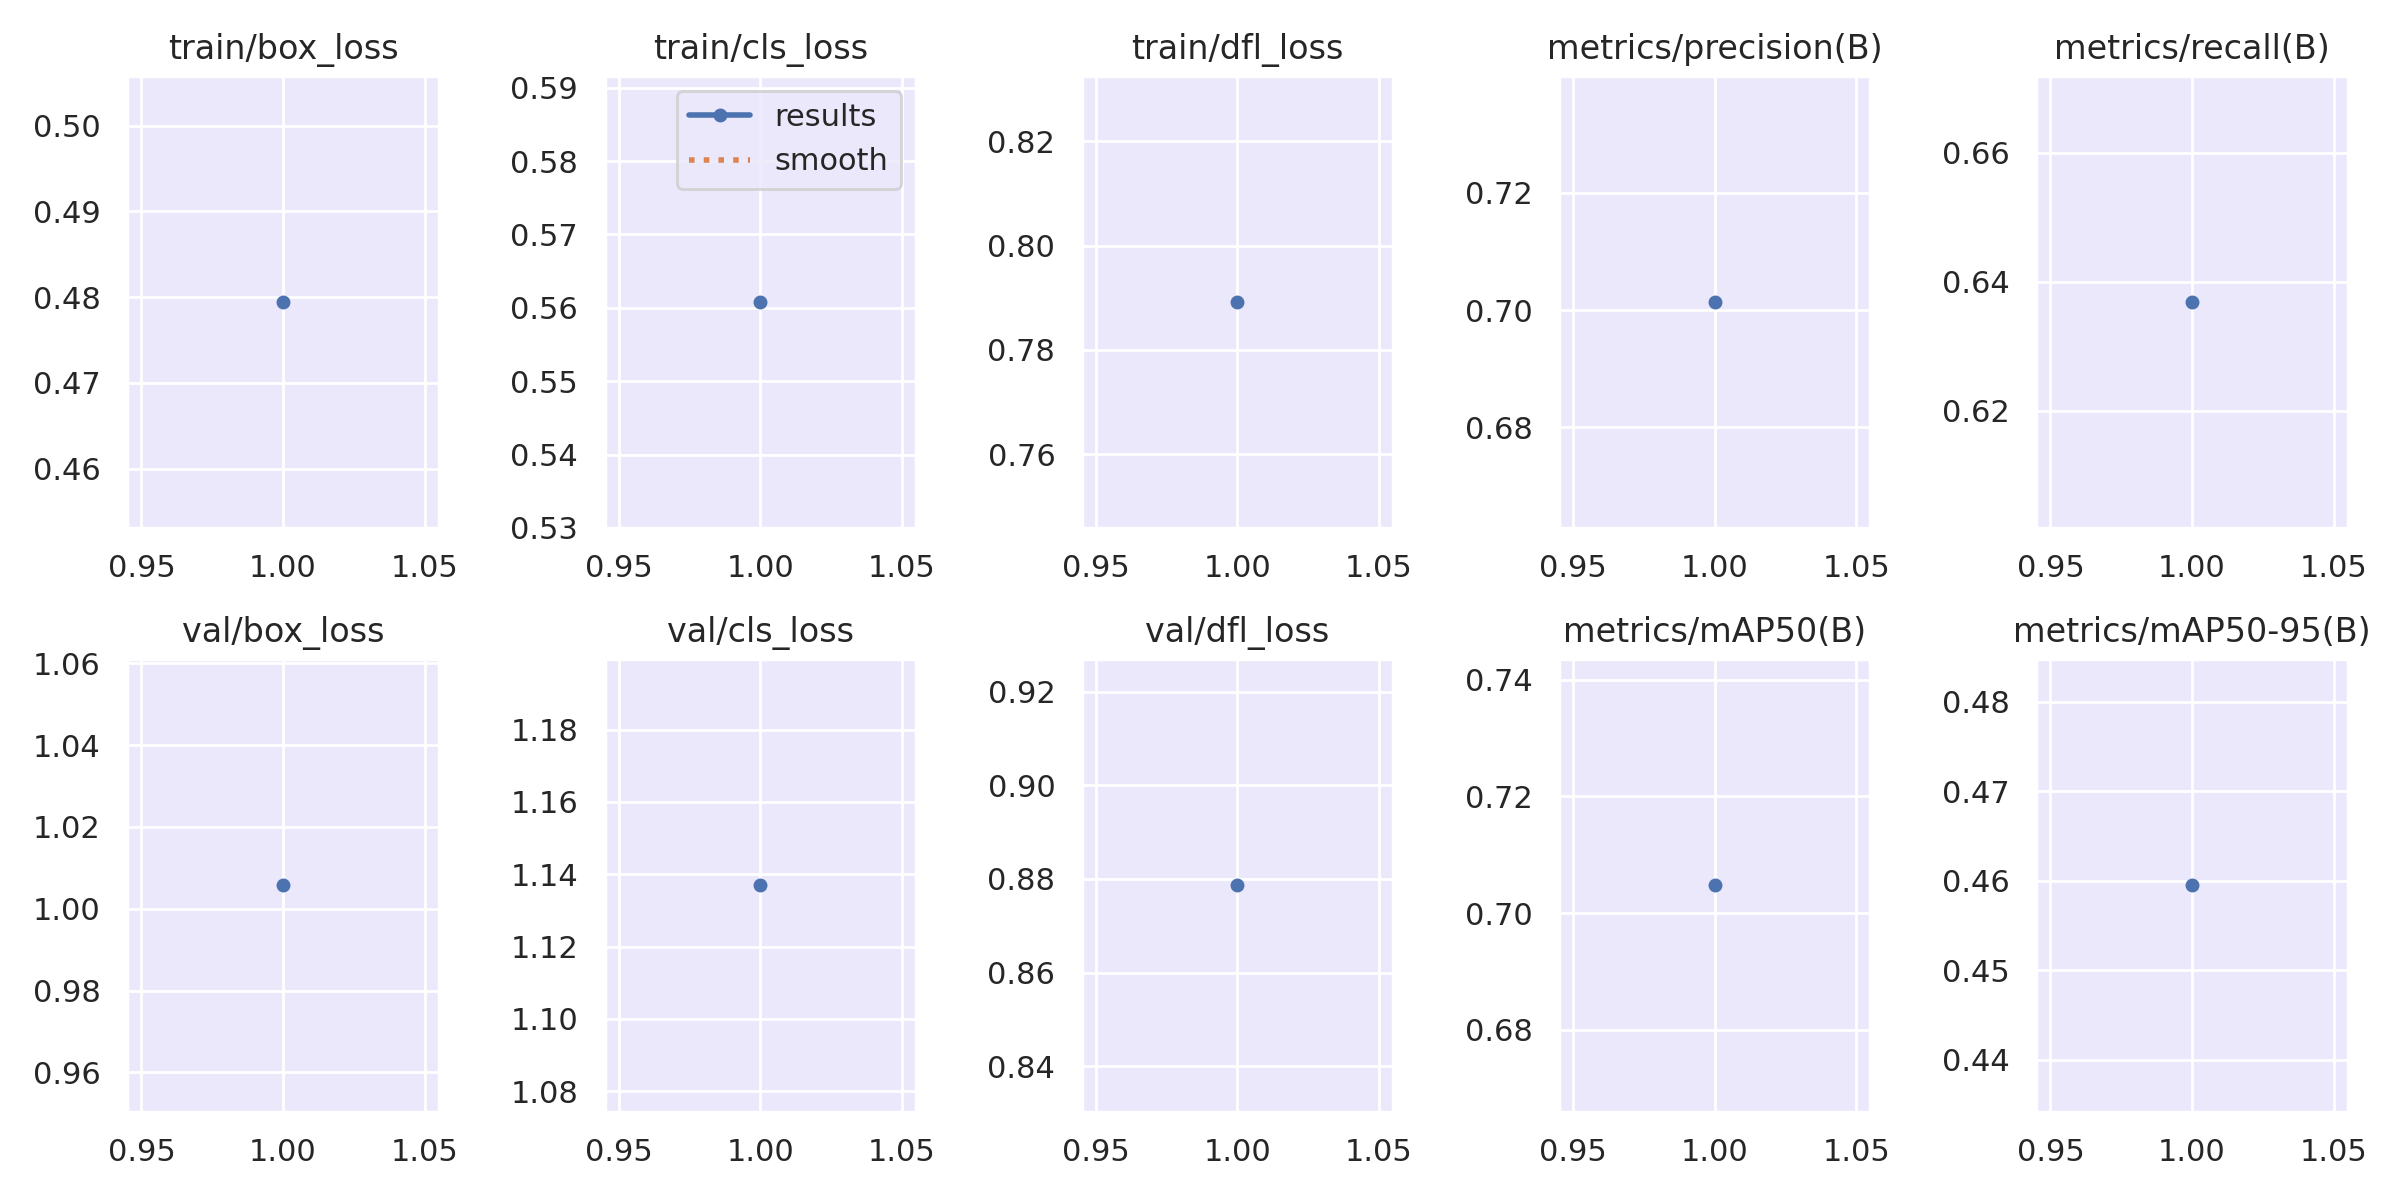 train/box_loss
0.50
0.49
0.48
0.47
0.46
0.95 1.00 1.05
train/cls_loss
results
smooth
0.59
0.58
0.57
0.56
0.55
0.54
0.53
0.95 1.00 1.05
train/dfl_loss
0.82
0.80
0.78
0.76
0.95 1.00 1.05
metrics/precision(B)
0.72
0.70
0.68
0.95 1.00 1.05
metrics/recall(B)
0.66
0.64
0.62
0.95 1.00 1.05
val/box_loss
1.06
1.04
1.02
1.00
0.98
0.96
0.95 1.00 1.05
val/cls_loss
1.18
1.16
1.14
1.12
1.10
1.08
0.95 1.00 1.05
val/dfl_loss
0.92
0.90
0.88
0.86
0.84
0.95 1.00 1.05
metrics/mAP50(B)
0.74
0.72
0.70
0.68
0.95 1.00 1.05
metrics/mAP50-95(B)
0.48
0.47
0.46
0.45
0.44
0.95 1.00 1.05